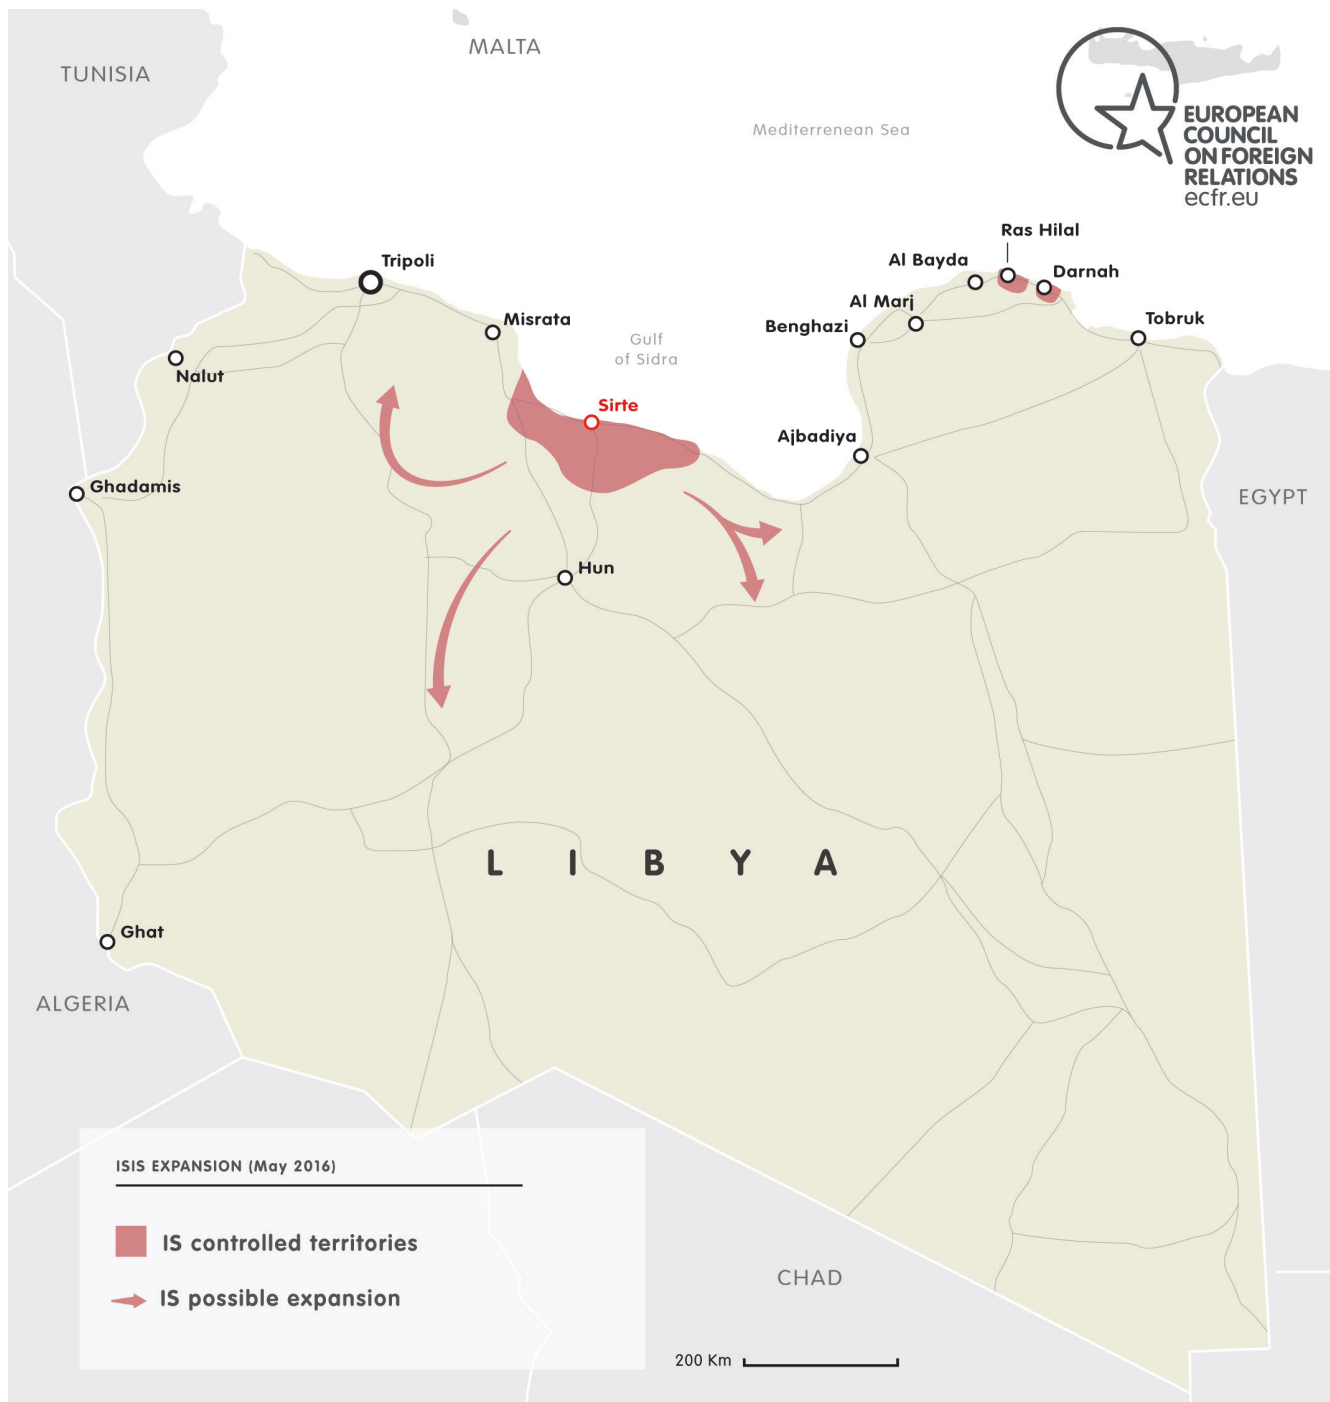 MALTA
TUNISIA
Mediterrenean Sea
EUROPEAN
COUNCIL
ON FOREIGN
RELATIONS
ecfr.eu
Ras Hilal
Tripoli
Al Bayda
Darnah
Al Marj
Misrata
Benghazi
Tobruk
Gulf
of Sidra
Nalut
Sirte
Ajbadiya
Ghadamis
EGYPT
Hun
LIBYA
Ghat
ALGERIA
ISIS EXPANSION (May 2016)
IS controlled territories
IS possible expansion
CHAD
200 Km